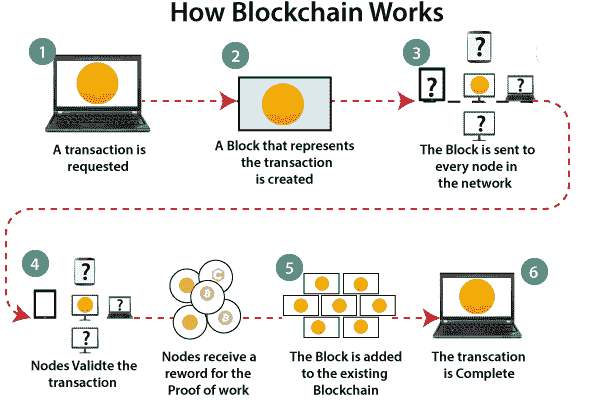 How Blockchain Works
1
A transaction is
requested
2
A Block that represents
the transaction
is created
3
?
?
?
?
The Block is sent to
every node in
the network
4
?
?
?
Nodes Validte the
transaction
Nodes receive a
reword for the
Proof of work
5
The Block is added
to the existing
Blockchain
6
The transcation
is Complete